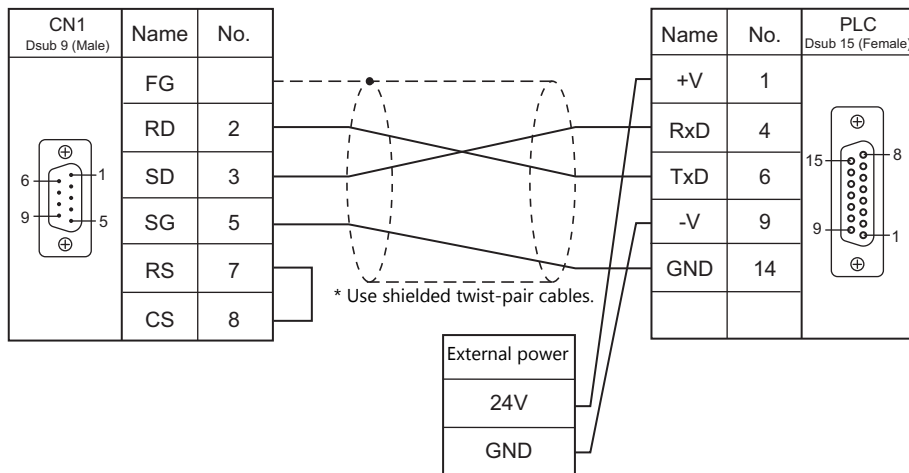 CN1
Dsub 9 (Male)
Name No.
FG
RD 2
SD 3
SG 5
RS 7
CS 8
6
1
9
5
* Use shielded twist-pair cables.
External power
24V
GND
Name No.
PLC
Dsub 15 (Female)
+V 1
RxD 4
TxD 6
-V 9
GND 14
15
8
9
1